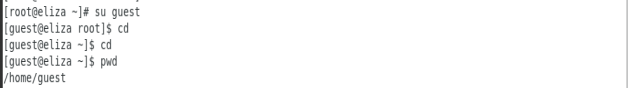 [root@eliza ~]# su guest
[guest@eliza root]$ cd
[guest@eliza ~]$ cd
[guest@eliza ~]$ pwd
/home/guest